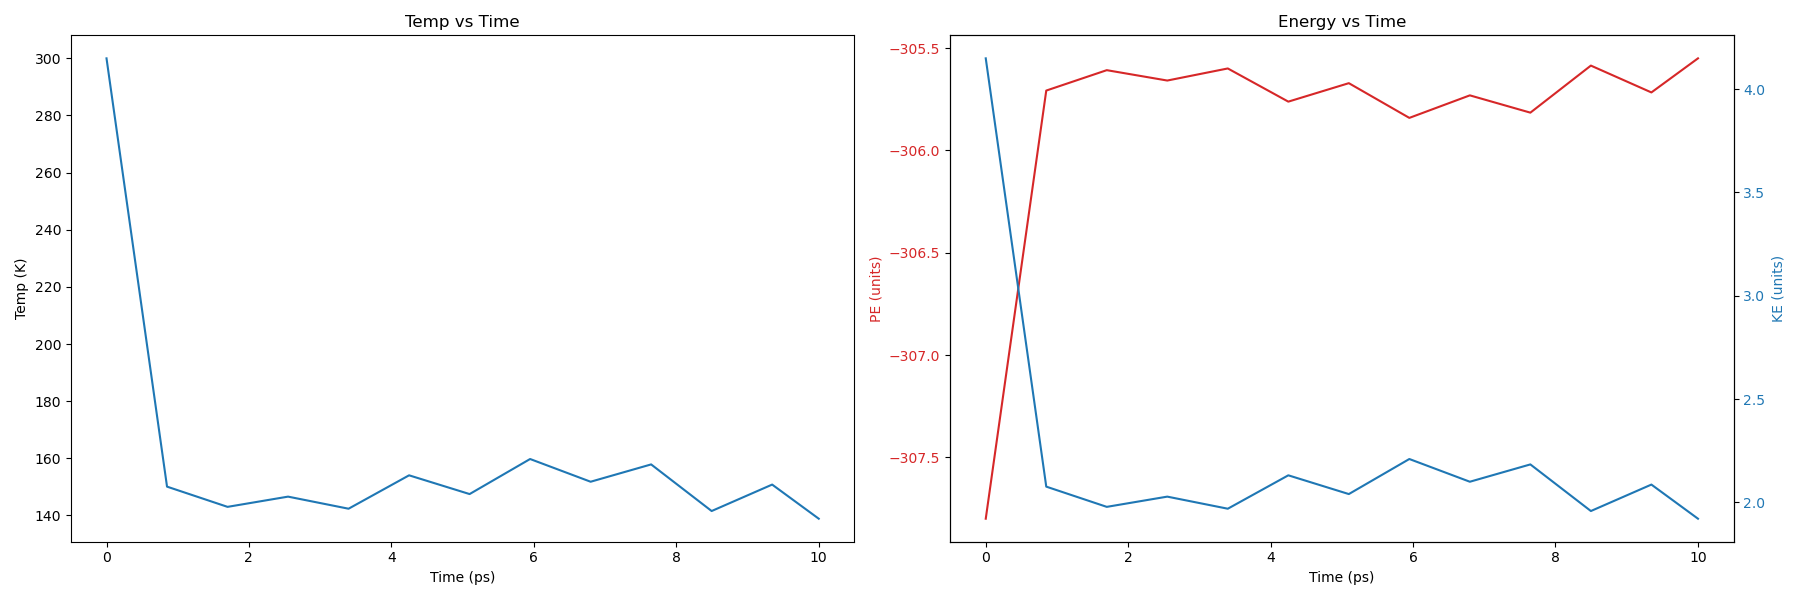 Temp vs Time
Temp (K)
300
280
260
240
220
200
180
160
140
0 2 4 6 8 10
Time (ps)
Energy vs Time
PE (units)
−305.5
−306.0
−306.5
−307.0
−307.5
4.0
3.5
3.0
2.5
2.0
KE (units)
0 2 4 6 8 10
Time (ps)